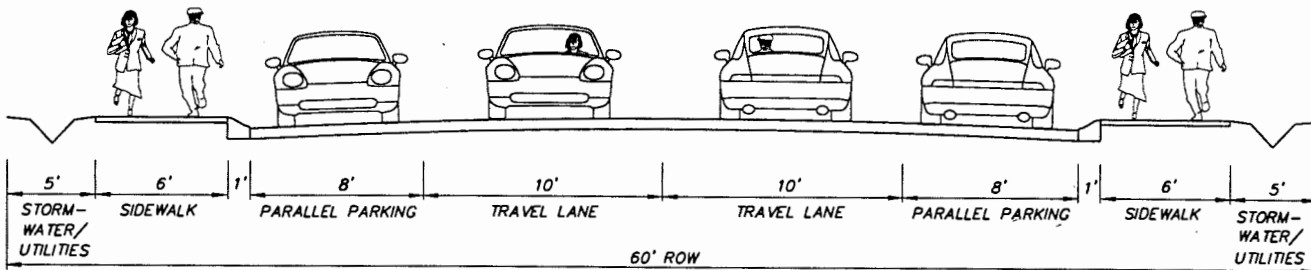 5' 6' 1' 8' 10' 10' 8' 1' 6' 5'
STORM-
WATER/
UTILITIES
SIDEWALK
PARALLEL PARKING
TRAVEL LANE
TRAVEL LANE
PARALLEL PARKING
SIDEWALK
STORM-
WATER/
UTILITIES
60' ROW